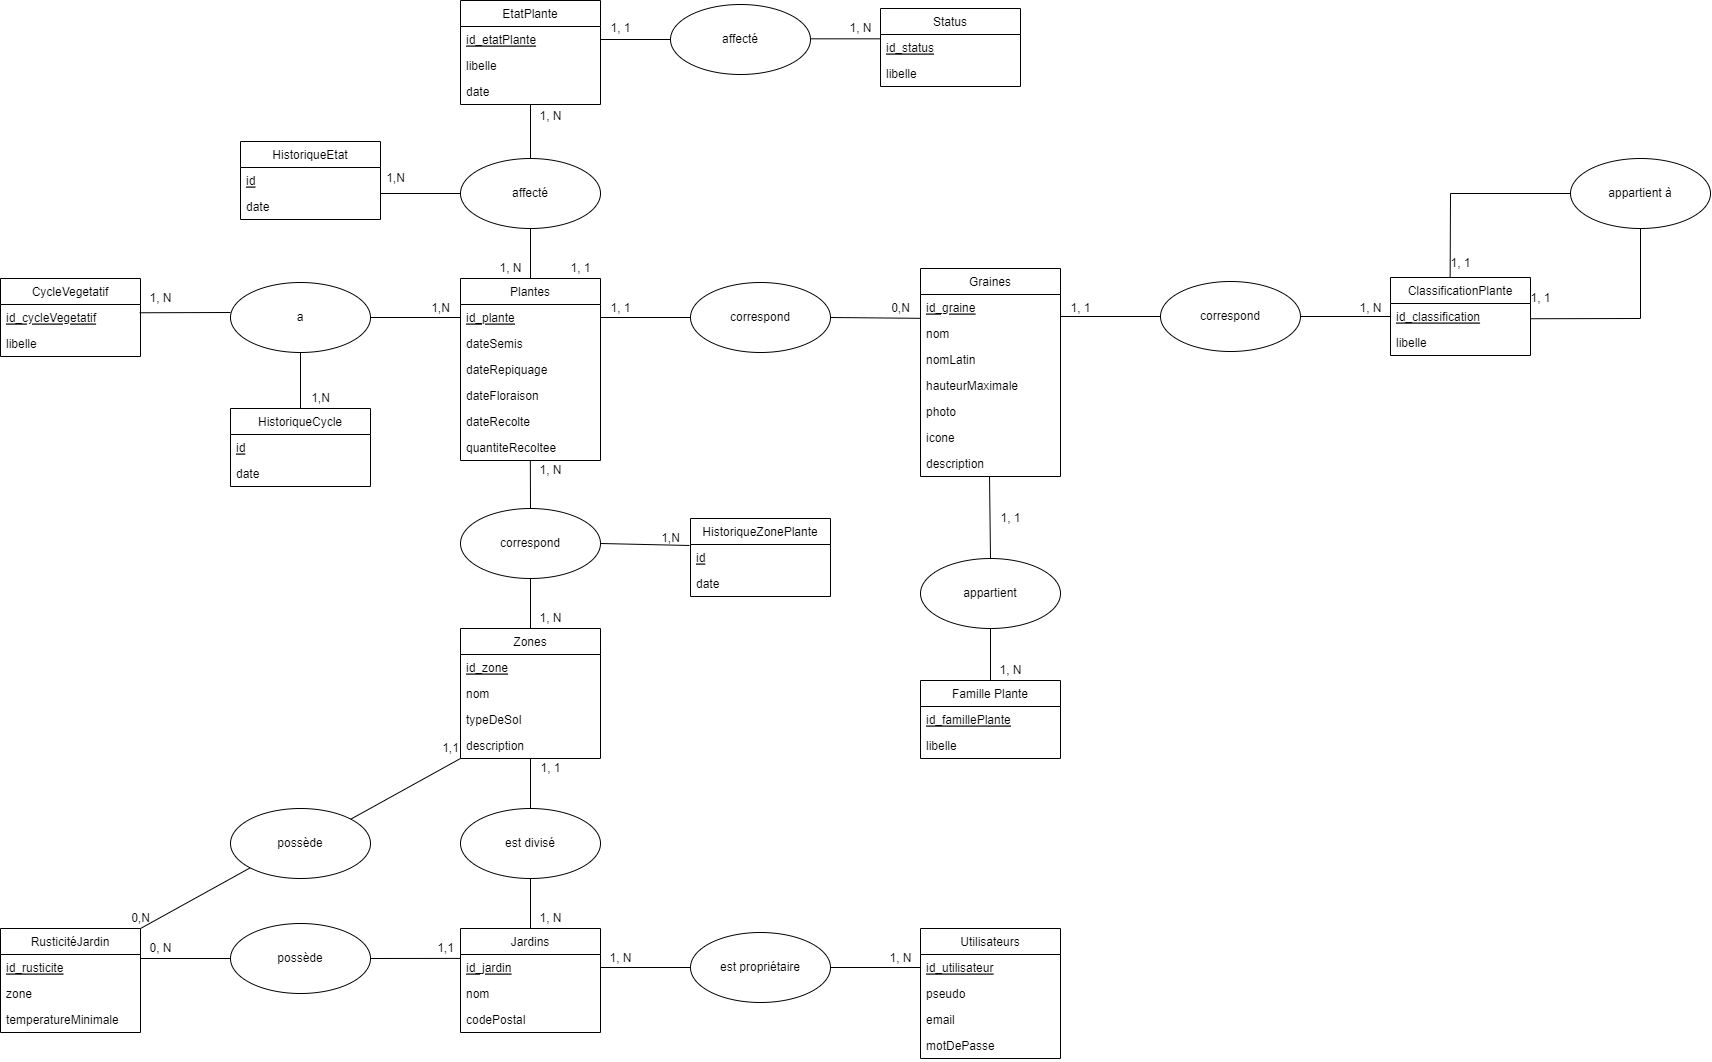 EtatPlante
id_etatPlante
libelle
date
1, 1
affecté
1, N
Status
id_status
libelle
1, N
HistoriqueEtat
id
date
1,N
affecté
appartient à
1, N
1, 1
1, 1
CycleVegetatif
id_cycleVegetatif
libelle
1, N
a
1,N
Plantes
id_plante
dateSemis
dateRepiquage
dateFloraison
dateRecolte
quantiteRecoltee
1, 1
correspond
0,N
Graines
id_graine
nom
nomLatin
hauteurMaximale
photo
icone
description
1, 1
correspond
1, N
ClassificationPlante
id_classification
libelle
1, 1
1,N
HistoriqueCycle
id
date
1, N
correspond
1,N
HistoriqueZonePlante
id
date
1, 1
appartient
1, N
Zones
id_zone
nom
typeDeSol
description
1, N
Famille Plante
id_famillePlante
libelle
1,1
1, 1
possède
est divisé
0,N
1, N
RusticitéJardin
id_rusticite
zone
temperatureMinimale
0, N
possède
1,1
Jardins
id_jardin
nom
codePostal
1, N
est propriétaire
1, N
Utilisateurs
id_utilisateur
pseudo
email
motDePasse